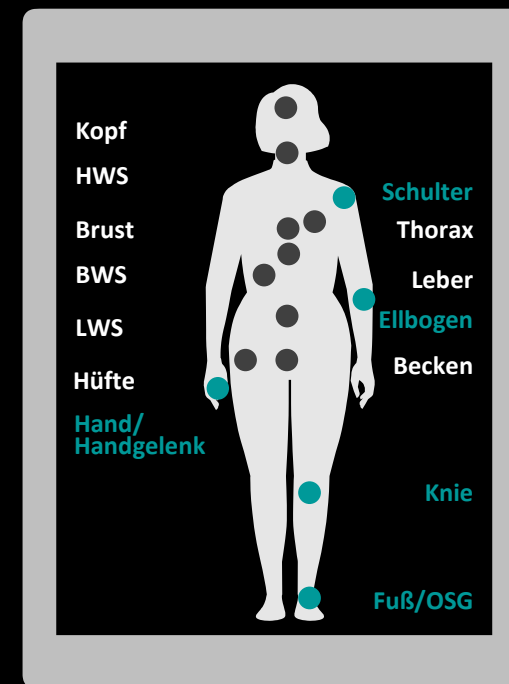 Kopf
HWS
Brust
BWS
LWS
Hüfte
Hand/
Handgelenk
Schulter
Thorax
Leber
Ellbogen
Becken
Knie
Fuß/OSG